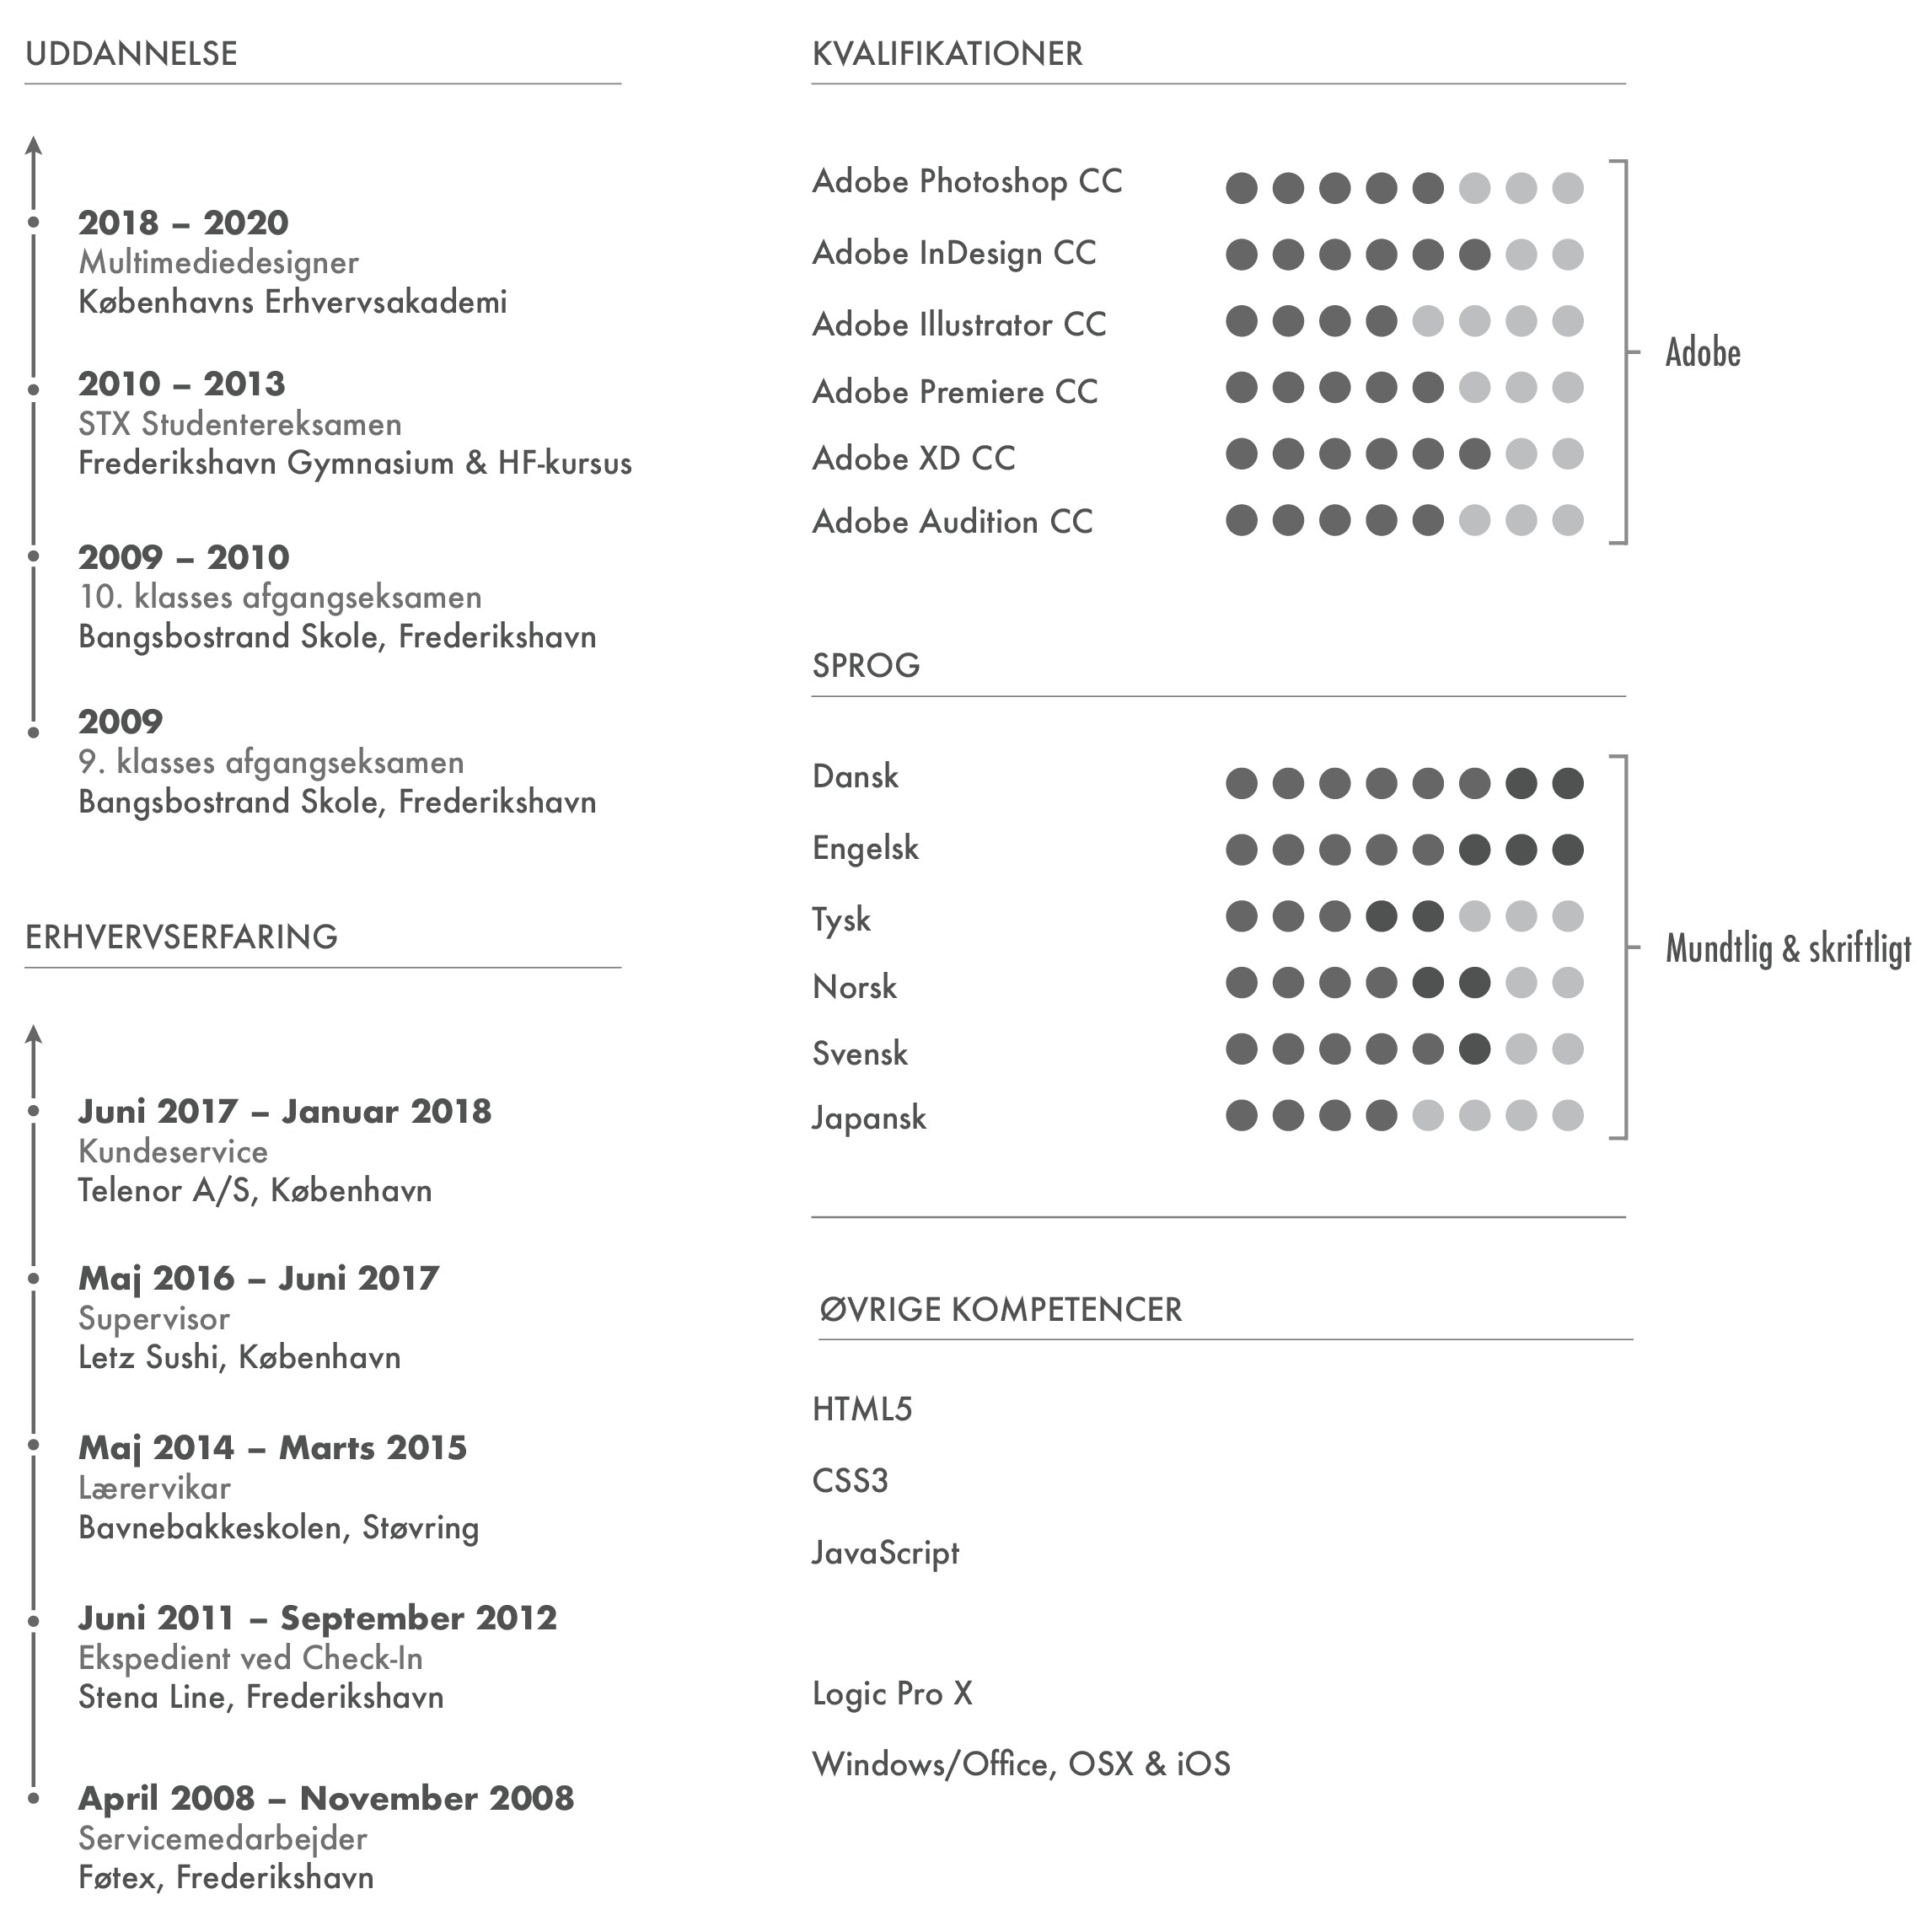 UDDANNELSE
2018 – 2020
Multimediedesigner
Københavns Erhvervsakademi
2010 – 2013
STX Studentereksamen
Frederikshavn Gymnasium & HF-kursus
2009 – 2010
10. klasses afgangseksamen
Bangsbostrand Skole, Frederikshavn
2009
9. klasses afgangseksamen
Bangsbostrand Skole, Frederikshavn
ERHVERVSERFARING
Juni 2017 – Januar 2018
Kundeservice
Telenor A/S, København
Maj 2016 – Juni 2017
Supervisor
Letz Sushi, København
Maj 2014 – Marts 2015
Lærervikar
Bavnebakkeskolen, Støvring
Juni 2011 – September 2012
Ekspedient ved Check-In
Stena Line, Frederikshavn
April 2008 – November 2008
Servicemedarbejder
Føtex, Frederikshavn
KVALIFIKATIONER
Adobe Photoshop CC
Adobe InDesign CC
Adobe Illustrator CC
Adobe Premiere CC
Adobe XD CC
Adobe Audition CC
Adobe
SPROG
Dansk
Engelsk
Tysk
Norsk
Svensk
Japansk
Mundtlig & skriftligt
ØVRIGE KOMPETENCER
HTML5
CSS3
JavaScript
Logic Pro X
Windows/Office, OSX & iOS